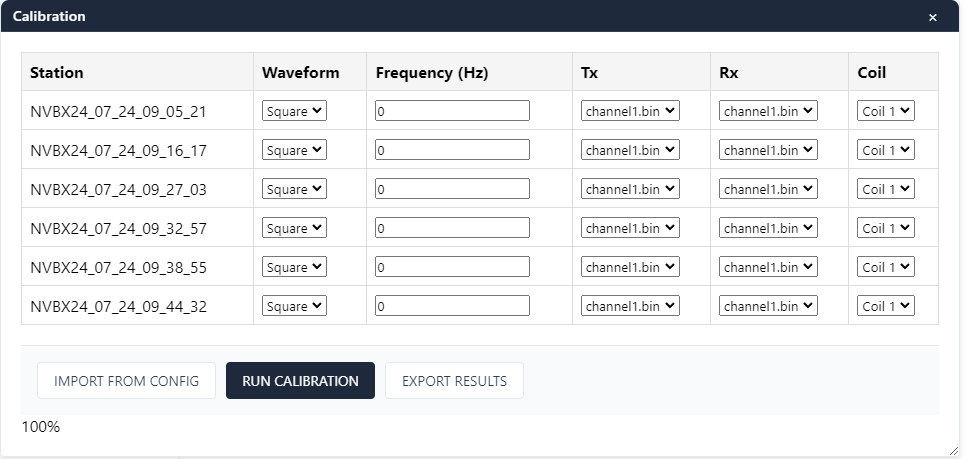 Calibration ×
Station Waveform Frequency (Hz) Tx Rx Coil
NVBX24_07_24_09_05_21 Square 0 channel1.bin channel1.bin Coil 1
NVBX24_07_24_09_16_17 Square 0 channel1.bin channel1.bin Coil 1
NVBX24_07_24_09_27_03 Square 0 channel1.bin channel1.bin Coil 1
NVBX24_07_24_09_32_57 Square 0 channel1.bin channel1.bin Coil 1
NVBX24_07_24_09_38_55 Square 0 channel1.bin channel1.bin Coil 1
NVBX24_07_24_09_44_32 Square 0 channel1.bin channel1.bin Coil 1
IMPORT FROM CONFIG RUN CALIBRATION EXPORT RESULTS
100%